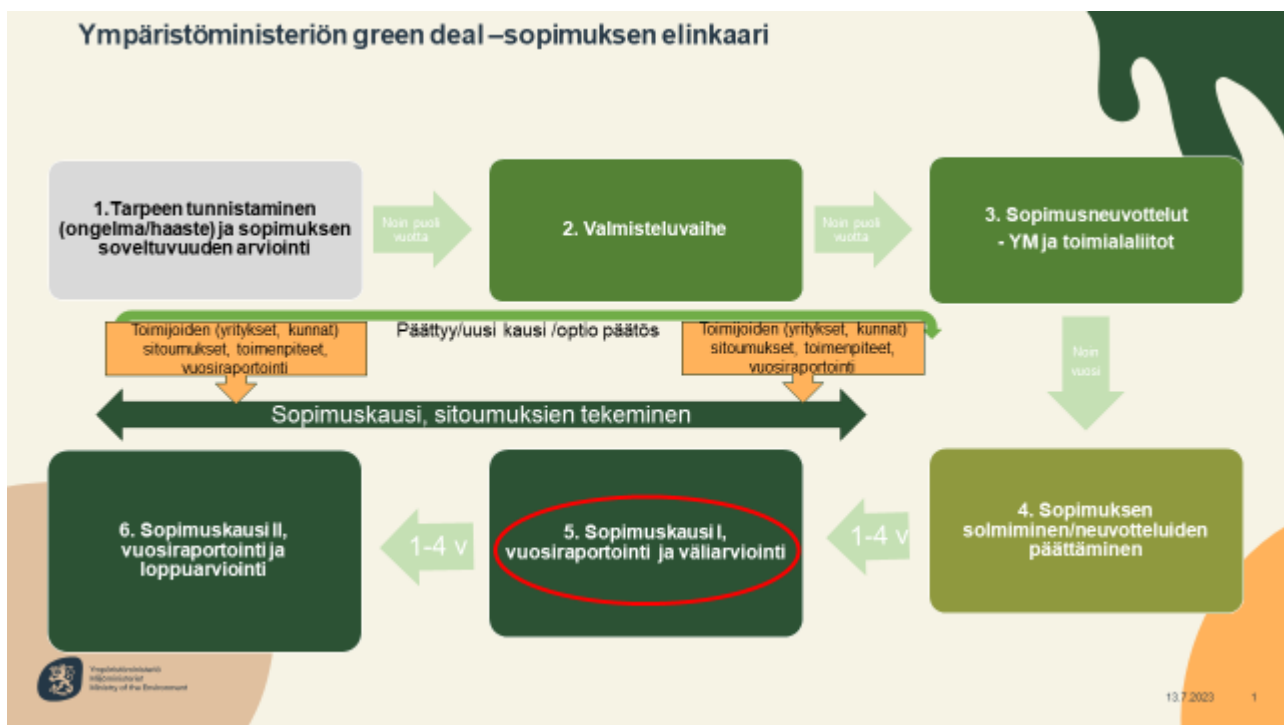 Ympäristöministeriön green deal –sopimuksen elinkaari
1.Tarpeen tunnistaminen
(ongelma/haaste) ja sopimuksen
soveltuvuuden arviointi
Noin puoli
vuotta
2. Valmisteluvaihe
Noin puoli
vuotta
3. Sopimusneuvottelut
- YM ja toimialaliitot
Toimijoiden (yritykset, kunnat)
sitoumukset, toimenpiteet,
vuosiraportointi
Päättyy/uusi kausi /optio päätös
Toimijoiden (yritykset, kunnat)
sitoumukset, toimenpiteet,
vuosiraportointi
Noin
vuosi
Sopimuskausi, sitoumuksien tekeminen
6. Sopimuskausi II,
vuosiraportointi ja
loppuarviointi
1-4 v
5. Sopimuskausi I,
vuosiraportointi ja väliarviointi
1-4 v
4. Sopimuksen
solmiminen/neuvotteluiden
päättäminen
Ympäristöministeriö
Miljöministeriet
Ministry of the Environment
13.7.2023
1